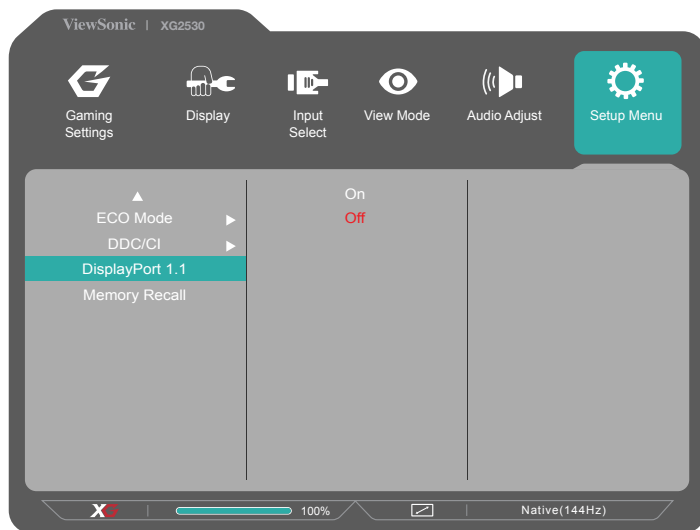 ViewSonic | XG2530
Gaming
Settings
Display
Input
Select
View Mode
Audio Adjust
Setup Menu
ECO Mode
DDC/CI
DisplayPort 1.1
Memory Recall
On
Off
XG
100%
Native(144Hz)